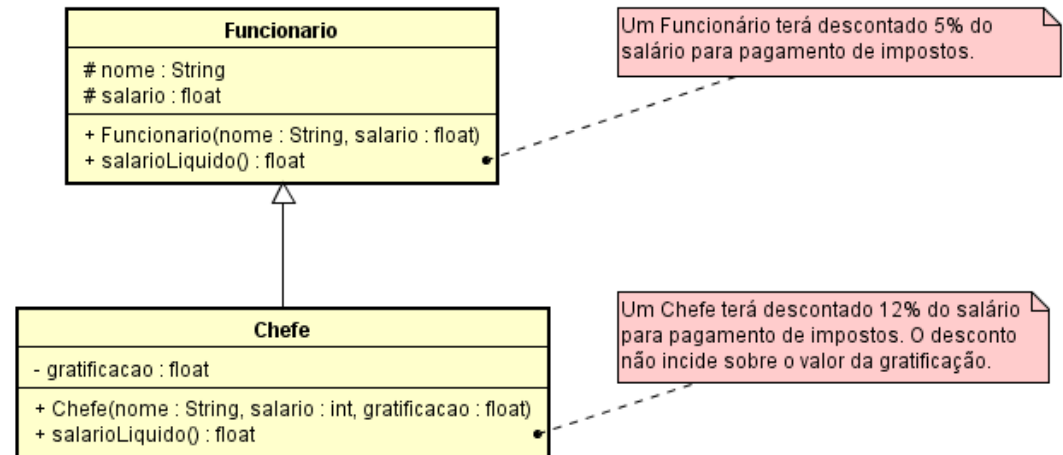 Funcionario
# nome : String
# salario : float
+ Funcionario(nome : String, salario : float)
+ salarioLiquido() : float
Um Funcionário terá descontado 5% do
salário para pagamento de impostos.
Chefe
- gratificacao : float
+ Chefe(nome : String, salario : int, gratificacao : float)
+ salarioLiquido() : float
Um Chefe terá descontado 12% do salário
para pagamento de impostos. O desconto
não incide sobre o valor da gratificação.